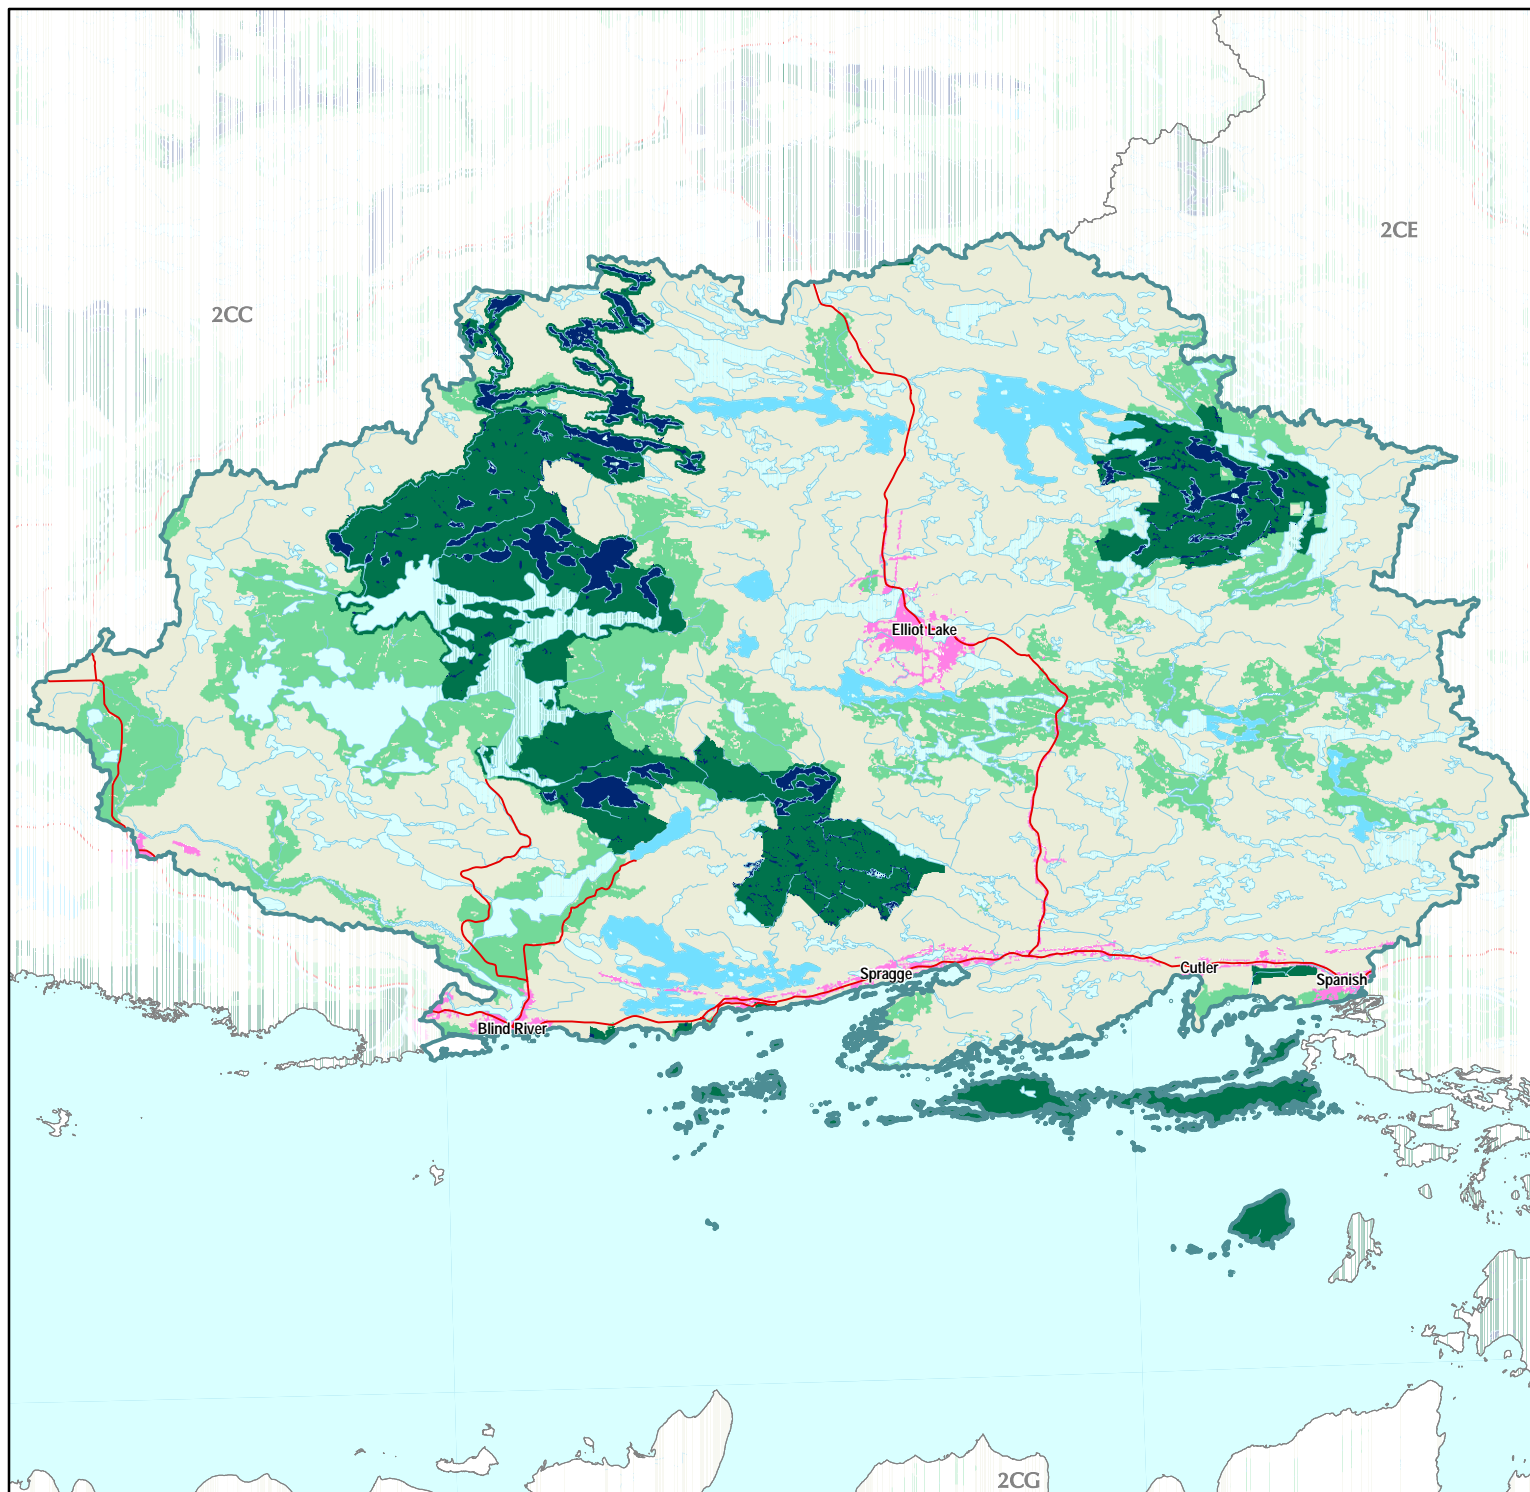 2CE
2CC
Elliot Lake
Spragge
Cutler
Spanish
Blind River
2CG